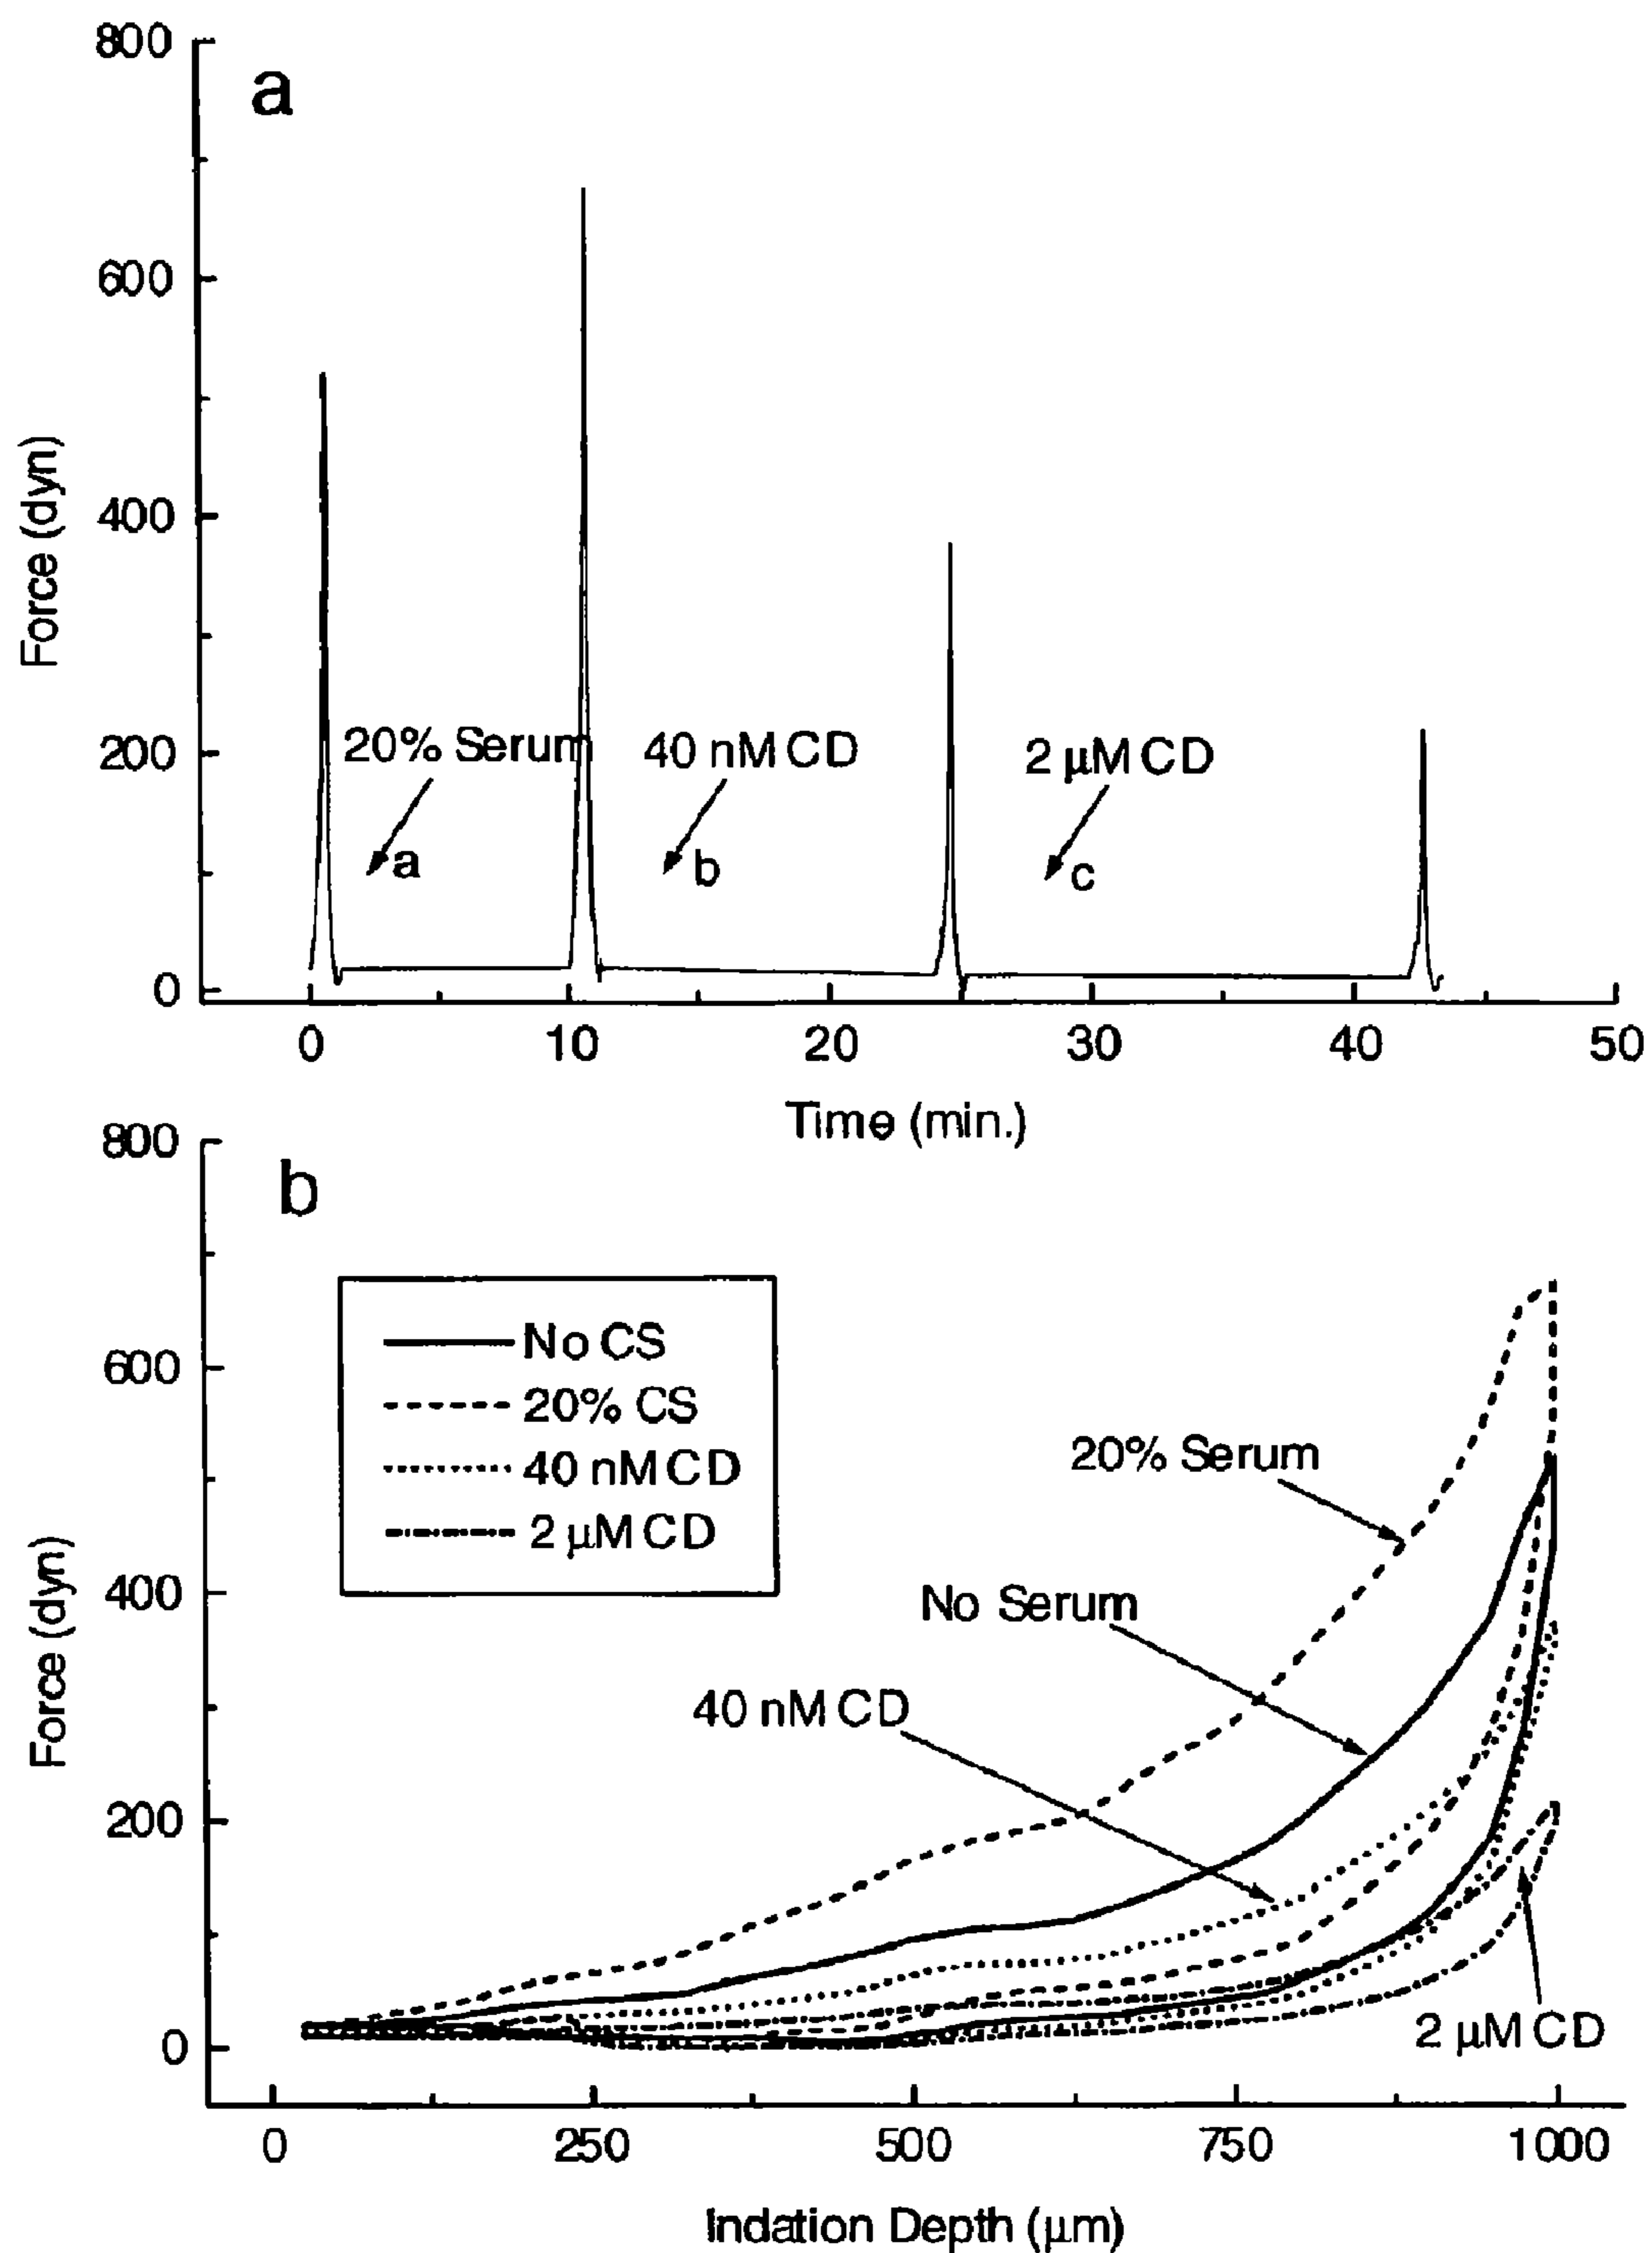 800
a
600
Force (dyn)
400
200
20% Serum
40 nM CD
2 μM CD
a
b
c
0
0 10 20 30 40 50
Time (min.)
800
b
No CS
20% CS
40 nM CD
2 μM CD
600
20% Serum
Force (dyn)
400
No Serum
40 nM CD
200
2 μM CD
0
0 250 500 750 1000
Indation Depth (μm)